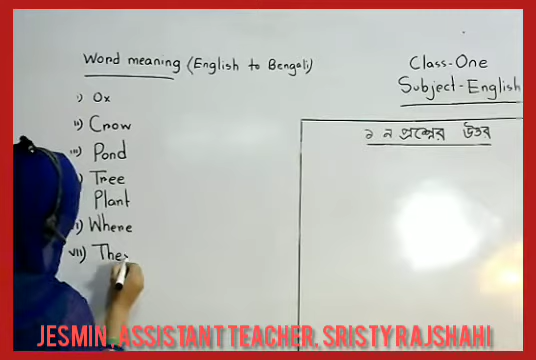 Word meaning (English to Bengali)
Class-One
Subject-English
i) Ox
ii) Crow
iii) Pond
) Tree
Plant
) Where
vii) The
১ ন প্রশ্নের উত্তর
JESMIN, ASSISTANT TEACHER, SRISTY RAJSHAHI